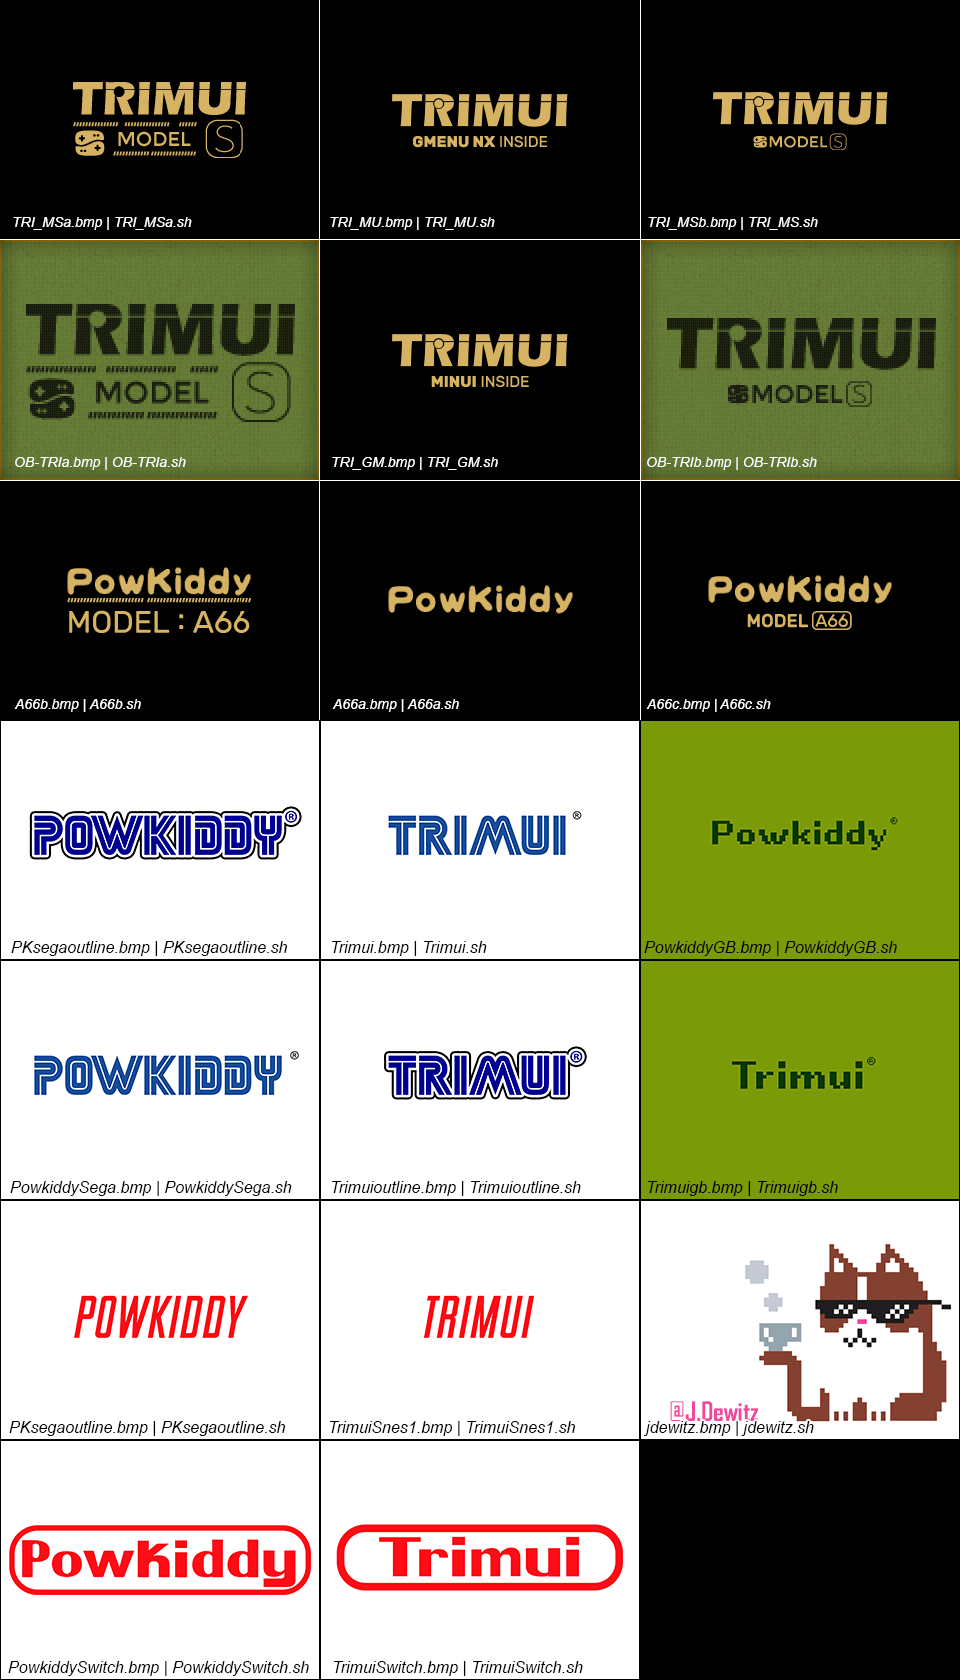 TRIMUI
MODEL S
TRI_MSa.bmp | TRI_MSa.sh
TRIMUI
GMENU NX INSIDE
TRI_MU.bmp | TRI_MU.sh
TRIMUI
MODEL S
TRI_MSb.bmp | TRI_MS.sh
TRIMUI
MODEL S
OB-TRIa.bmp | OB-TRIa.sh
TRIMUI
MINUI INSIDE
TRI_GM.bmp | TRI_GM.sh
TRIMUI
MODEL S
OB-TRIb.bmp | OB-TRIb.sh
PowKiddy
MODEL : A66
A66b.bmp | A66b.sh
PowKiddy
A66a.bmp | A66a.sh
PowKiddy
MODEL A66
A66c.bmp | A66c.sh
POWKIDDY®
PKsegaoutline.bmp | PKsegaoutline.sh
TRIMUI®
Trimui.bmp | Trimui.sh
Powkiddy®
PowkiddyGB.bmp | PowkiddyGB.sh
POWKIDDY®
PowkiddySega.bmp | PowkiddySega.sh
TRIMUI®
Trimuioutline.bmp | Trimuioutline.sh
Trimui®
Trimuigb.bmp | Trimuigb.sh
POWKIDDY
PKsegaoutline.bmp | PKsegaoutline.sh
TRIMUI
TrimuiSnes1.bmp | TrimuiSnes1.sh
@J.Dewitz
jdewitz.bmp | jdewitz.sh
PowKiddy
PowkiddySwitch.bmp | PowkiddySwitch.sh
Trimui
TrimuiSwitch.bmp | TrimuiSwitch.sh